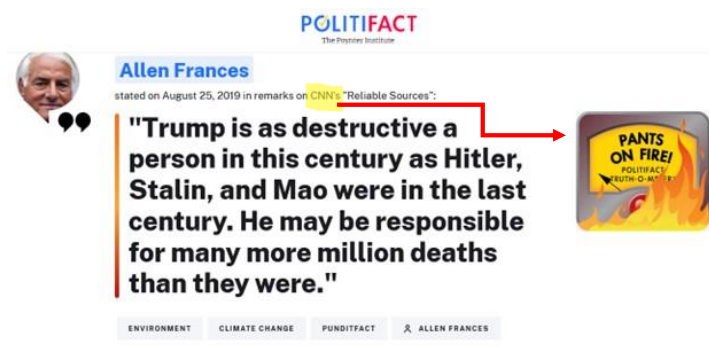 POLITIFACT
The Poynter Institute
Allen Frances
stated on August 25, 2019 in remarks on CNN's "Reliable Sources":
"Trump is as destructive a
person in this century as Hitler,
Stalin, and Mao were in the last
century. He may be responsible
for many more million deaths
than they were."
PANTS
ON FIRE!
POLITIFACT
TRUTH-O-METER
ENVIRONMENT CLIMATE CHANGE PUNDITFACT ALLEN FRANCES